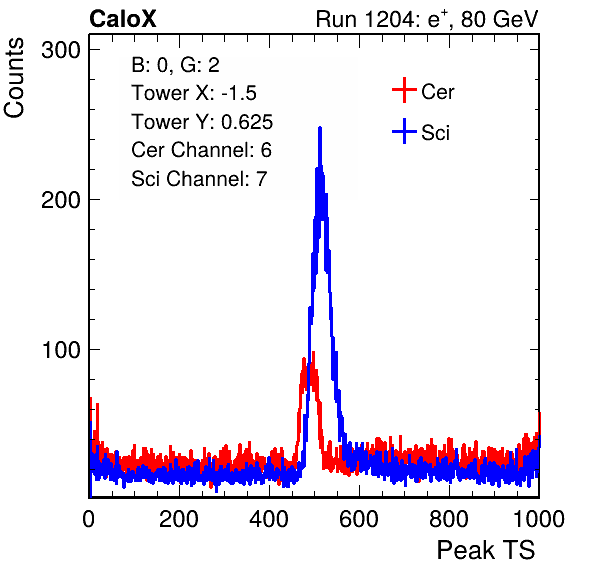 CaloX
Run 1204: e+, 80 GeV
Counts
300
200
100
B: 0, G: 2
Tower X: -1.5
Tower Y: 0.625
Cer Channel: 6
Sci Channel: 7
Cer
Sci
0 200 400 600 800 1000
Peak TS